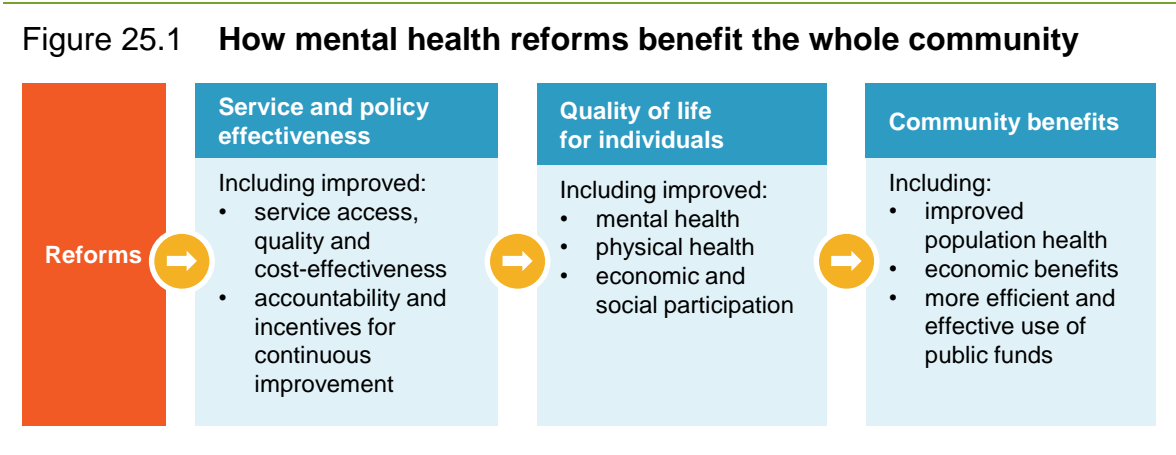 Figure 25.1 How mental health reforms benefit the whole community
Reforms
Service and policy
effectiveness
Including improved:
• service access,
quality and
cost-effectiveness
• accountability and
incentives for
continuous
improvement
Quality of life
for individuals
Including improved:
• mental health
• physical health
• economic and
social participation
Community benefits
Including:
• improved
population health
• economic benefits
• more efficient and
effective use of
public funds